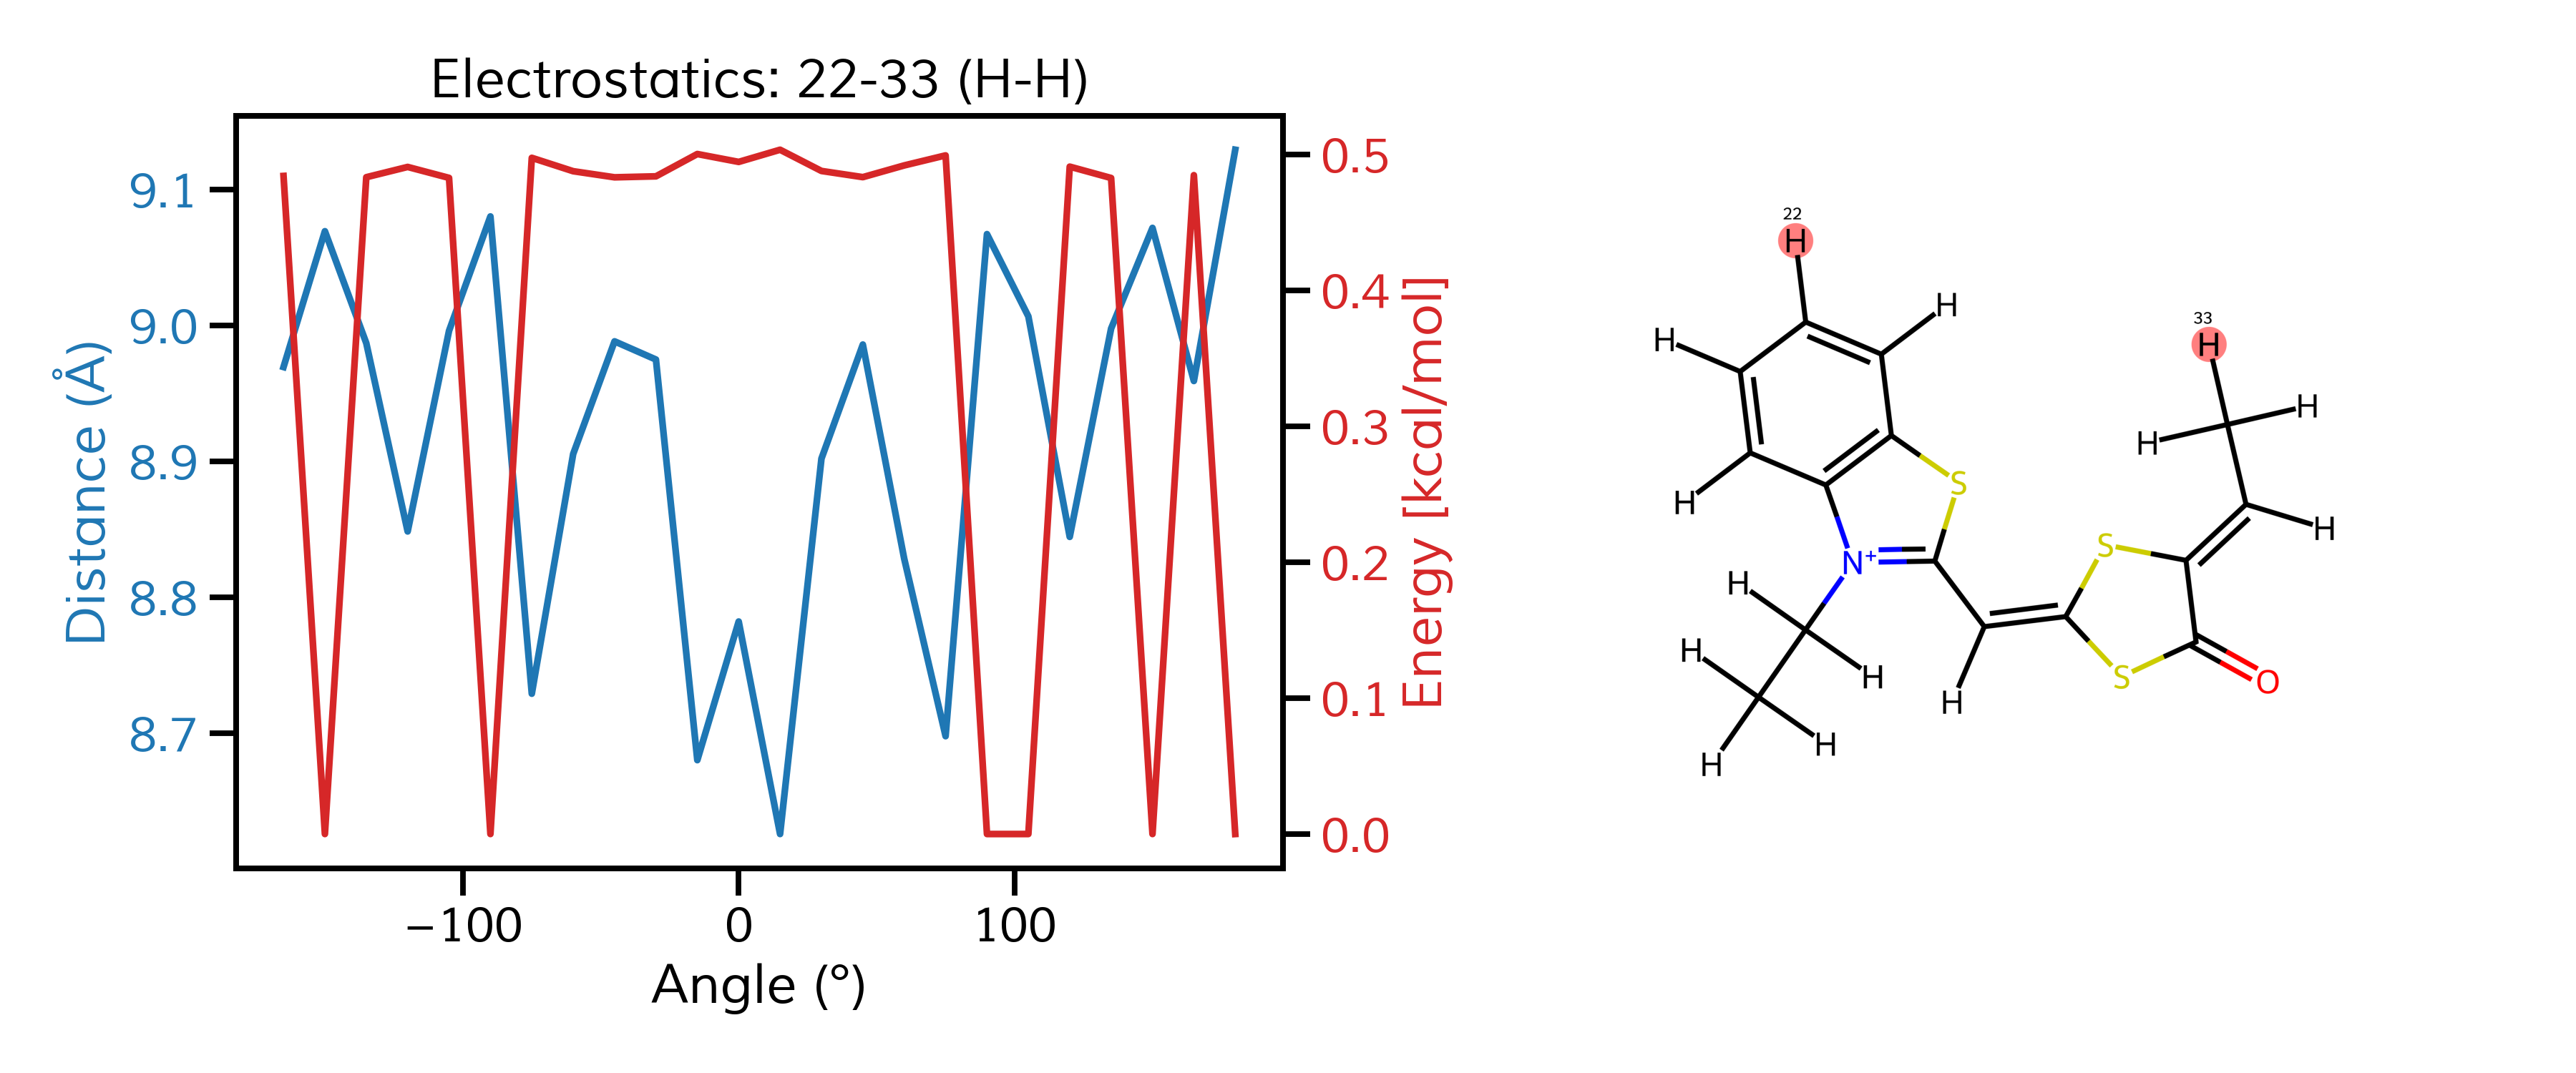 Electrostatics: 22-33 (H-H)
Distance (Å)
9.1
9.0
8.9
8.8
8.7
0.5
0.4
0.3
0.2
0.1
0.0
Energy [kcal/mol]
−100 0 100
Angle (°)
22
H
H
33
H
H
H
H
H
S
H
H
S
N+
H
H
H
S
O
H
H
H